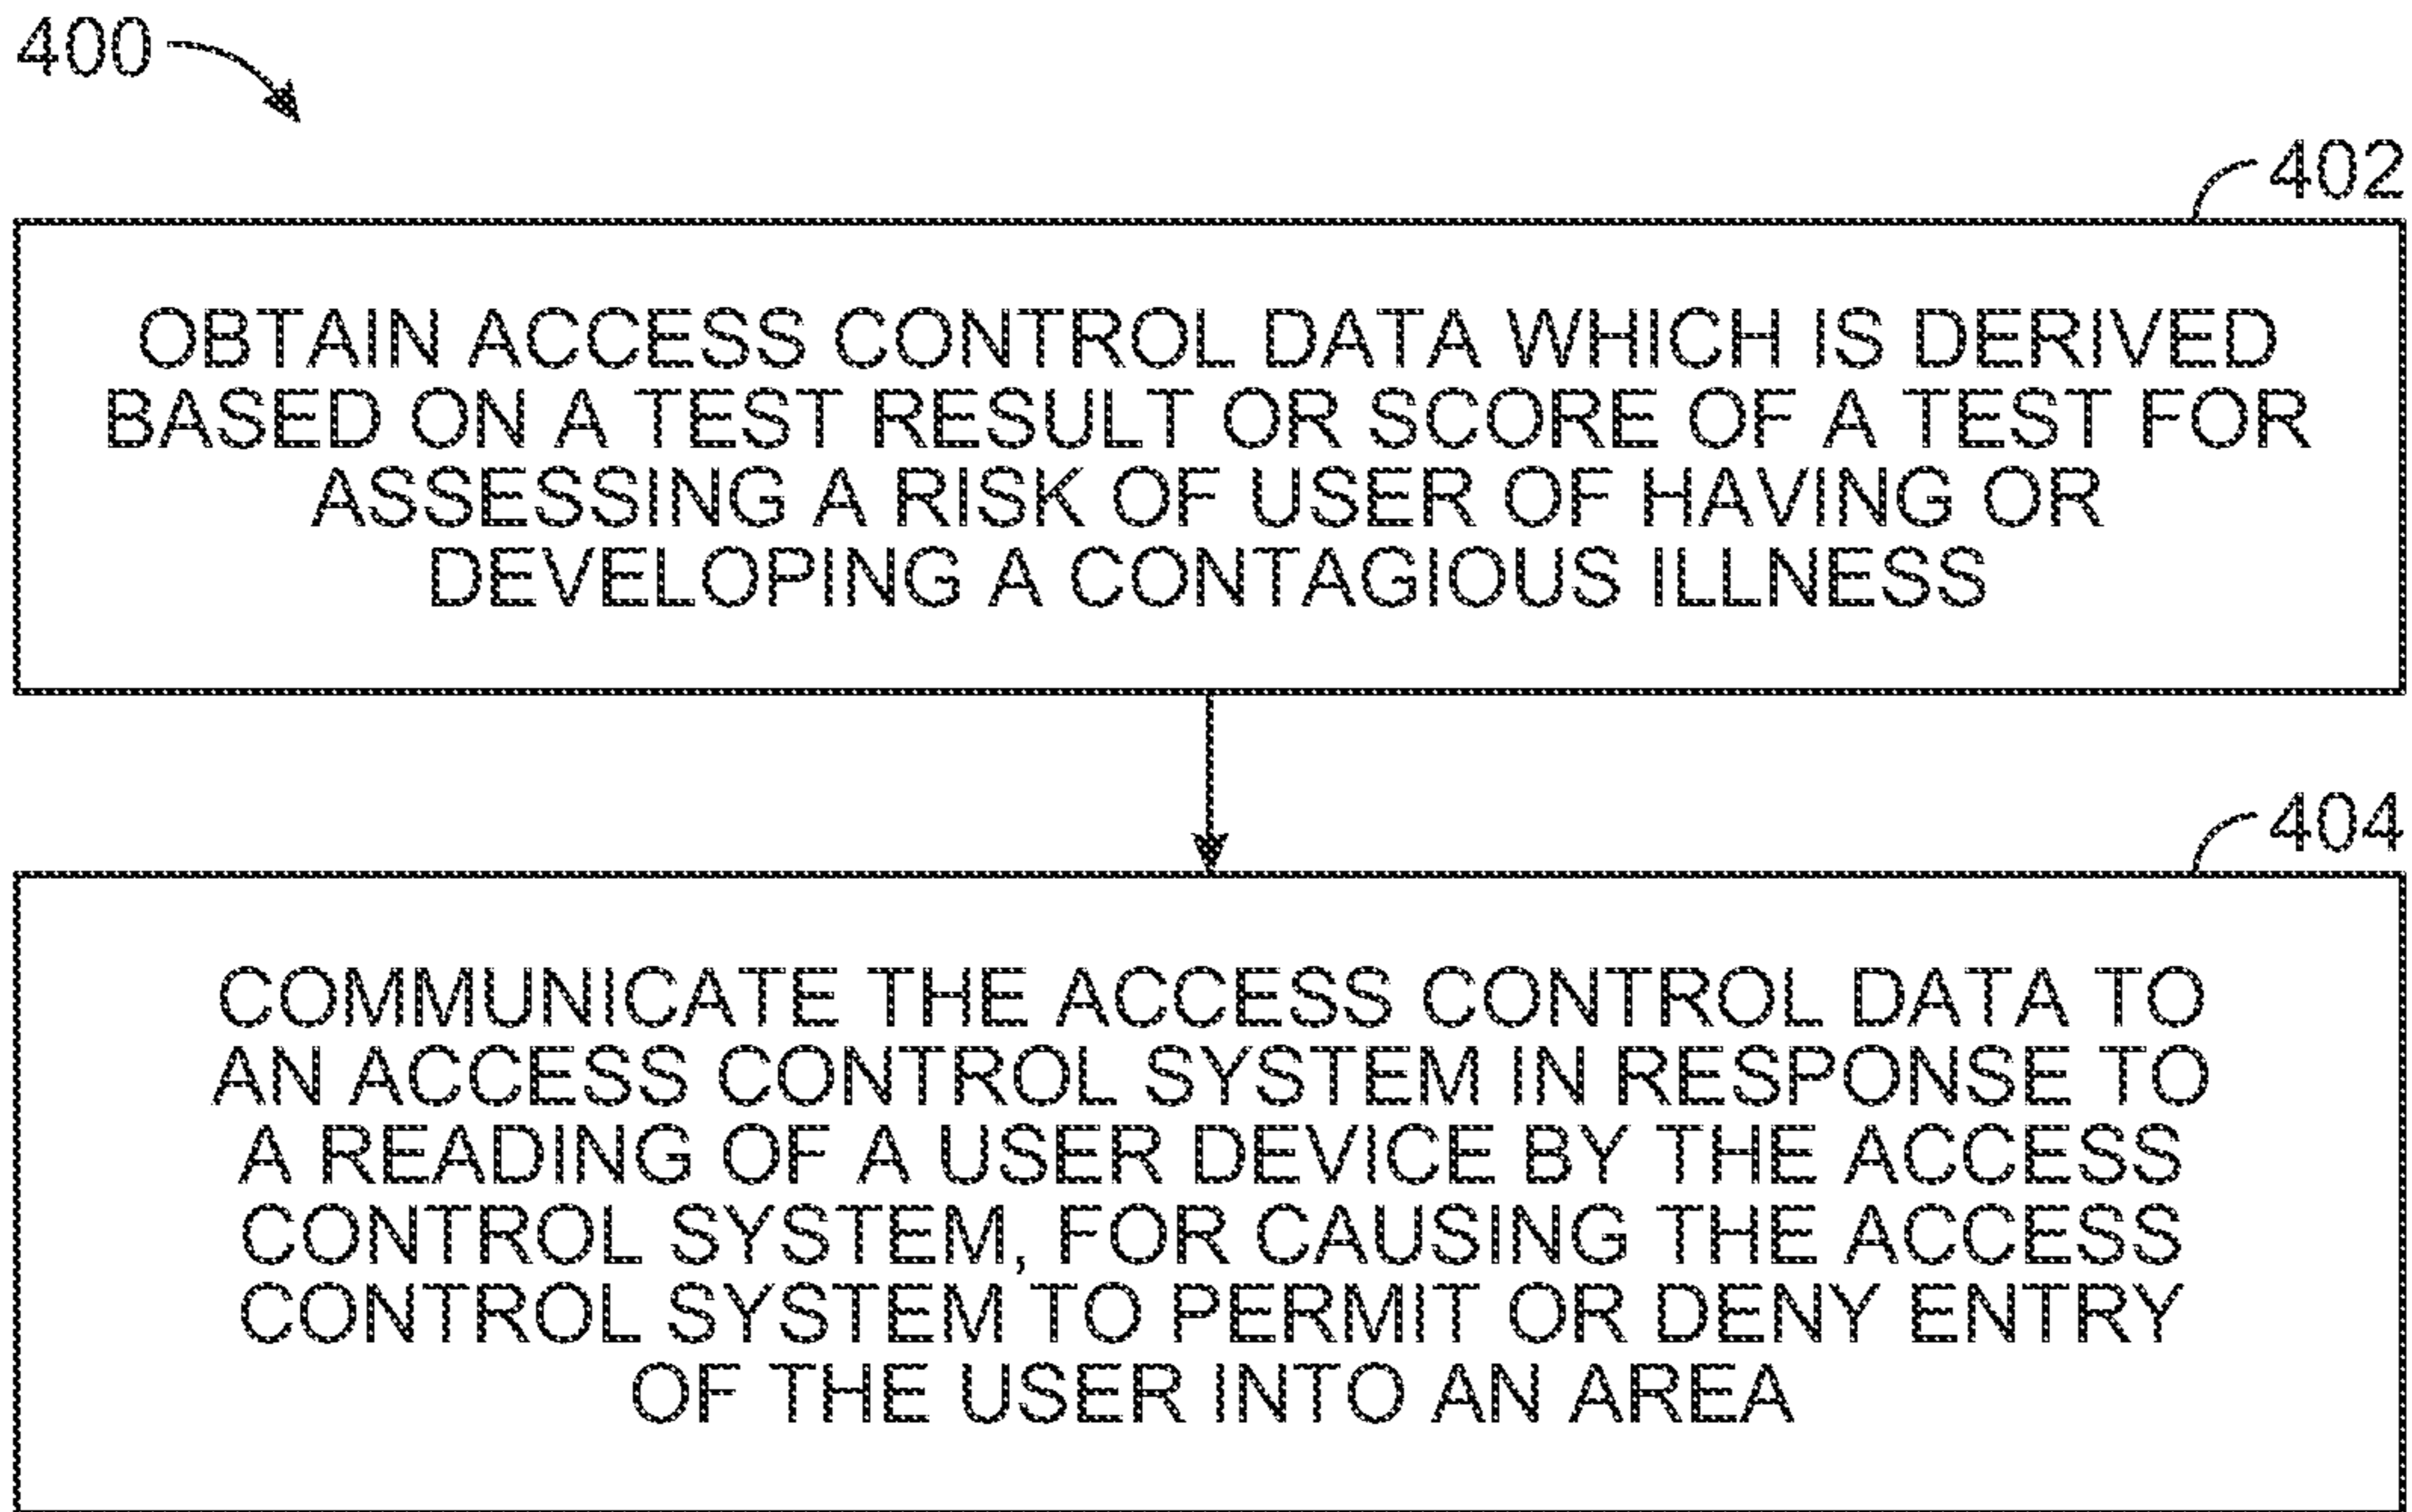 400
402
OBTAIN ACCESS CONTROL DATA WHICH IS DERIVED
BASED ON A TEST RESULT OR SCORE OF A TEST FOR
ASSESSING A RISK OF USER OF HAVING OR
DEVELOPING A CONTAGIOUS ILLNESS
404
COMMUNICATE THE ACCESS CONTROL DATA TO
AN ACCESS CONTROL SYSTEM IN RESPONSE TO
A READING OF A USER DEVICE BY THE ACCESS
CONTROL SYSTEM, FOR CAUSING THE ACCESS
CONTROL SYSTEM TO PERMIT OR DENY ENTRY
OF THE USER INTO AN AREA